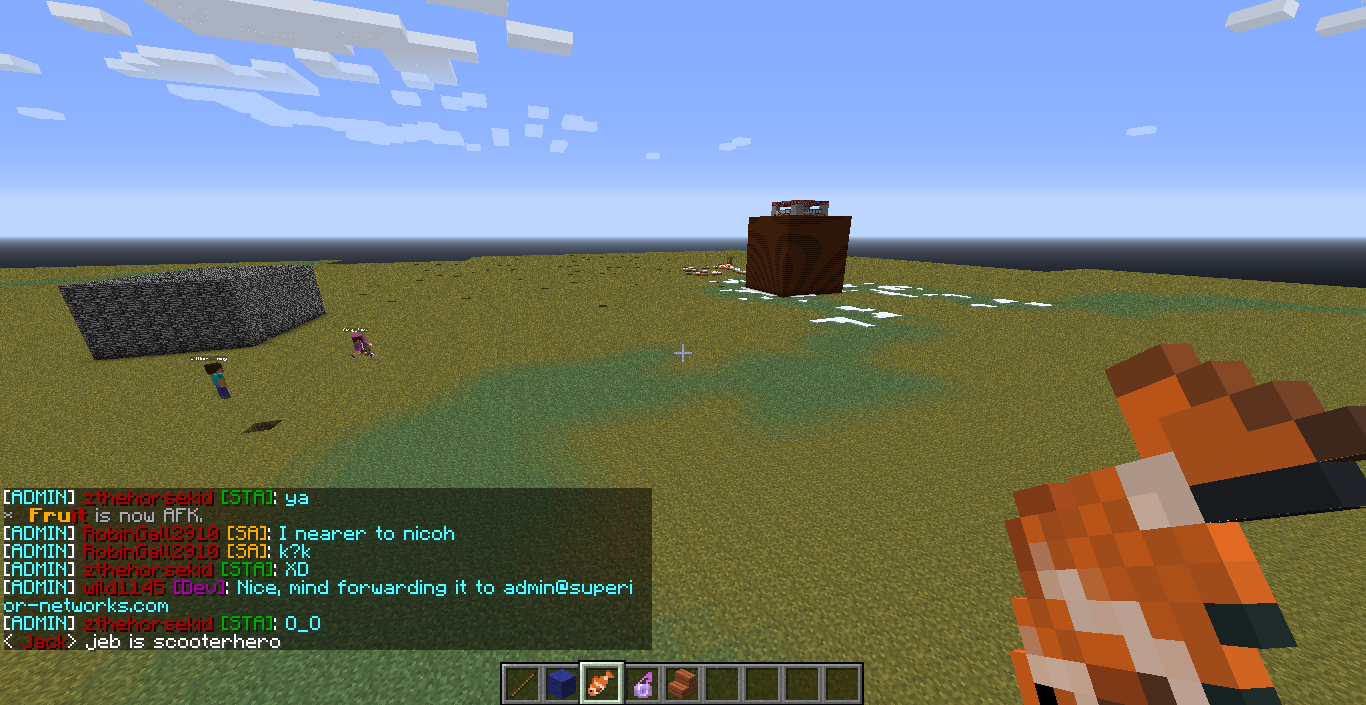 [ADMIN] zthehorsekid [STA]: ya
× Fruit is now AFK.
[ADMIN] RobinGall2910 [SA]: I nearer to nicoh
[ADMIN] RobinGall2910 [SA]: k?k
[ADMIN] zthehorsekid [STA]: XD
[ADMIN] wild1145 [Dev]: Nice, mind forwarding it to admin@superi
or-networks.com
[ADMIN] zthehorsekid [STA]: O_O
< Jack> jeb is scooterhero